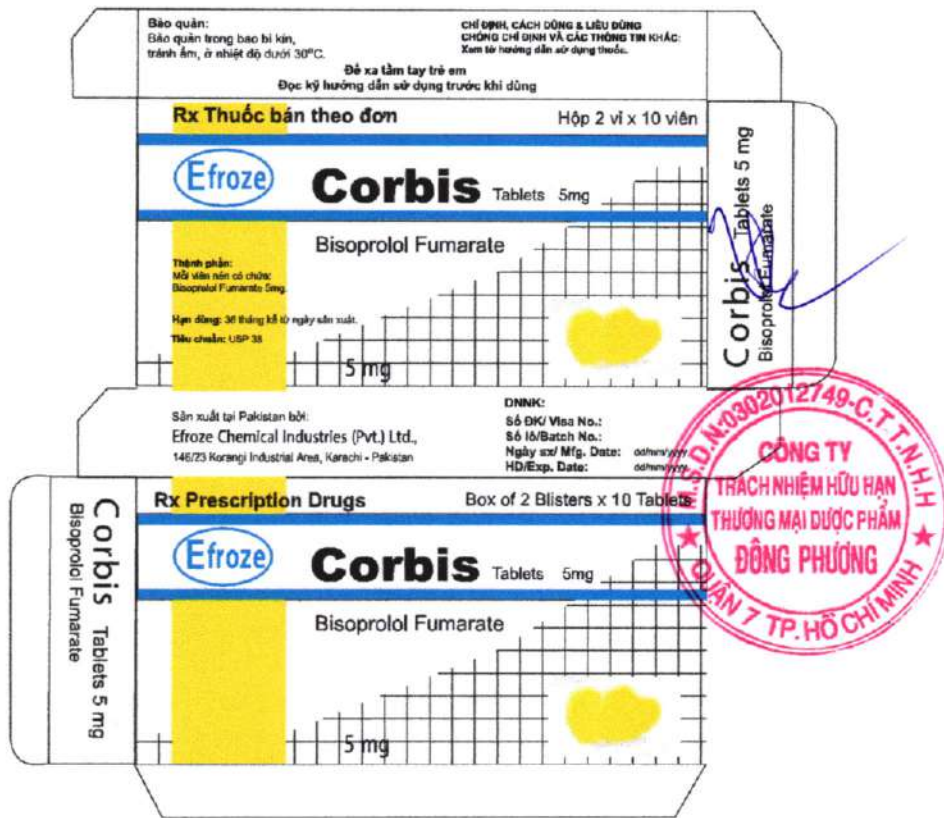 Bảo quản:
Bảo quản trong bao bì kín,
tránh ẩm, ở nhiệt độ dưới 30°C.
CHỈ ĐỊNH, CÁCH DÙNG & LIỀU DÙNG
CHỐNG CHỈ ĐỊNH VÀ CÁC THÔNG TIN KHÁC:
Xem tờ hướng dẫn sử dụng thuốc.
Để xa tầm tay trẻ em
Đọc kỹ hướng dẫn sử dụng trước khi dùng
Rx Thuốc bán theo đơn
Hộp 2 vỉ x 10 viên
Efroze
Corbis Tablets 5mg
Bisoprolol Fumarate
Thành phần:
Mỗi viên nén có chứa:
Bisoprolol Fumarate 5mg.
Hạn dùng: 36 tháng kể từ ngày sản xuất.
Tiêu chuẩn: USP 38
5 mg
Corbis Tablets 5 mg
Bisoprolol Fumarate
Sản xuất tại Pakistan bởi:
Efroze Chemical Industries (Pvt.) Ltd.,
146/23 Korangi Industrial Area, Karachi - Pakistan
DNNK:
Số ĐK/ Visa No.:
Số lô/Batch No.:
Ngày sx/ Mfg. Date: dd/mm/yyyy
HD/Exp. Date: dd/mm/yyyy
M.S.D.N:0302012749-C.T.T.N.H.H
CÔNG TY
TRÁCH NHIỆM HỮU HẠN
THƯƠNG MẠI DƯỢC PHẨM
ĐÔNG PHƯƠNG
QUẬN 7 TP. HỒ CHÍ MINH
Rx Prescription Drugs
Box of 2 Blisters x 10 Tablets
Efroze
Corbis Tablets 5mg
Bisoprolol Fumarate
5 mg
Corbis Tablets 5 mg
Bisoprolol Fumarate